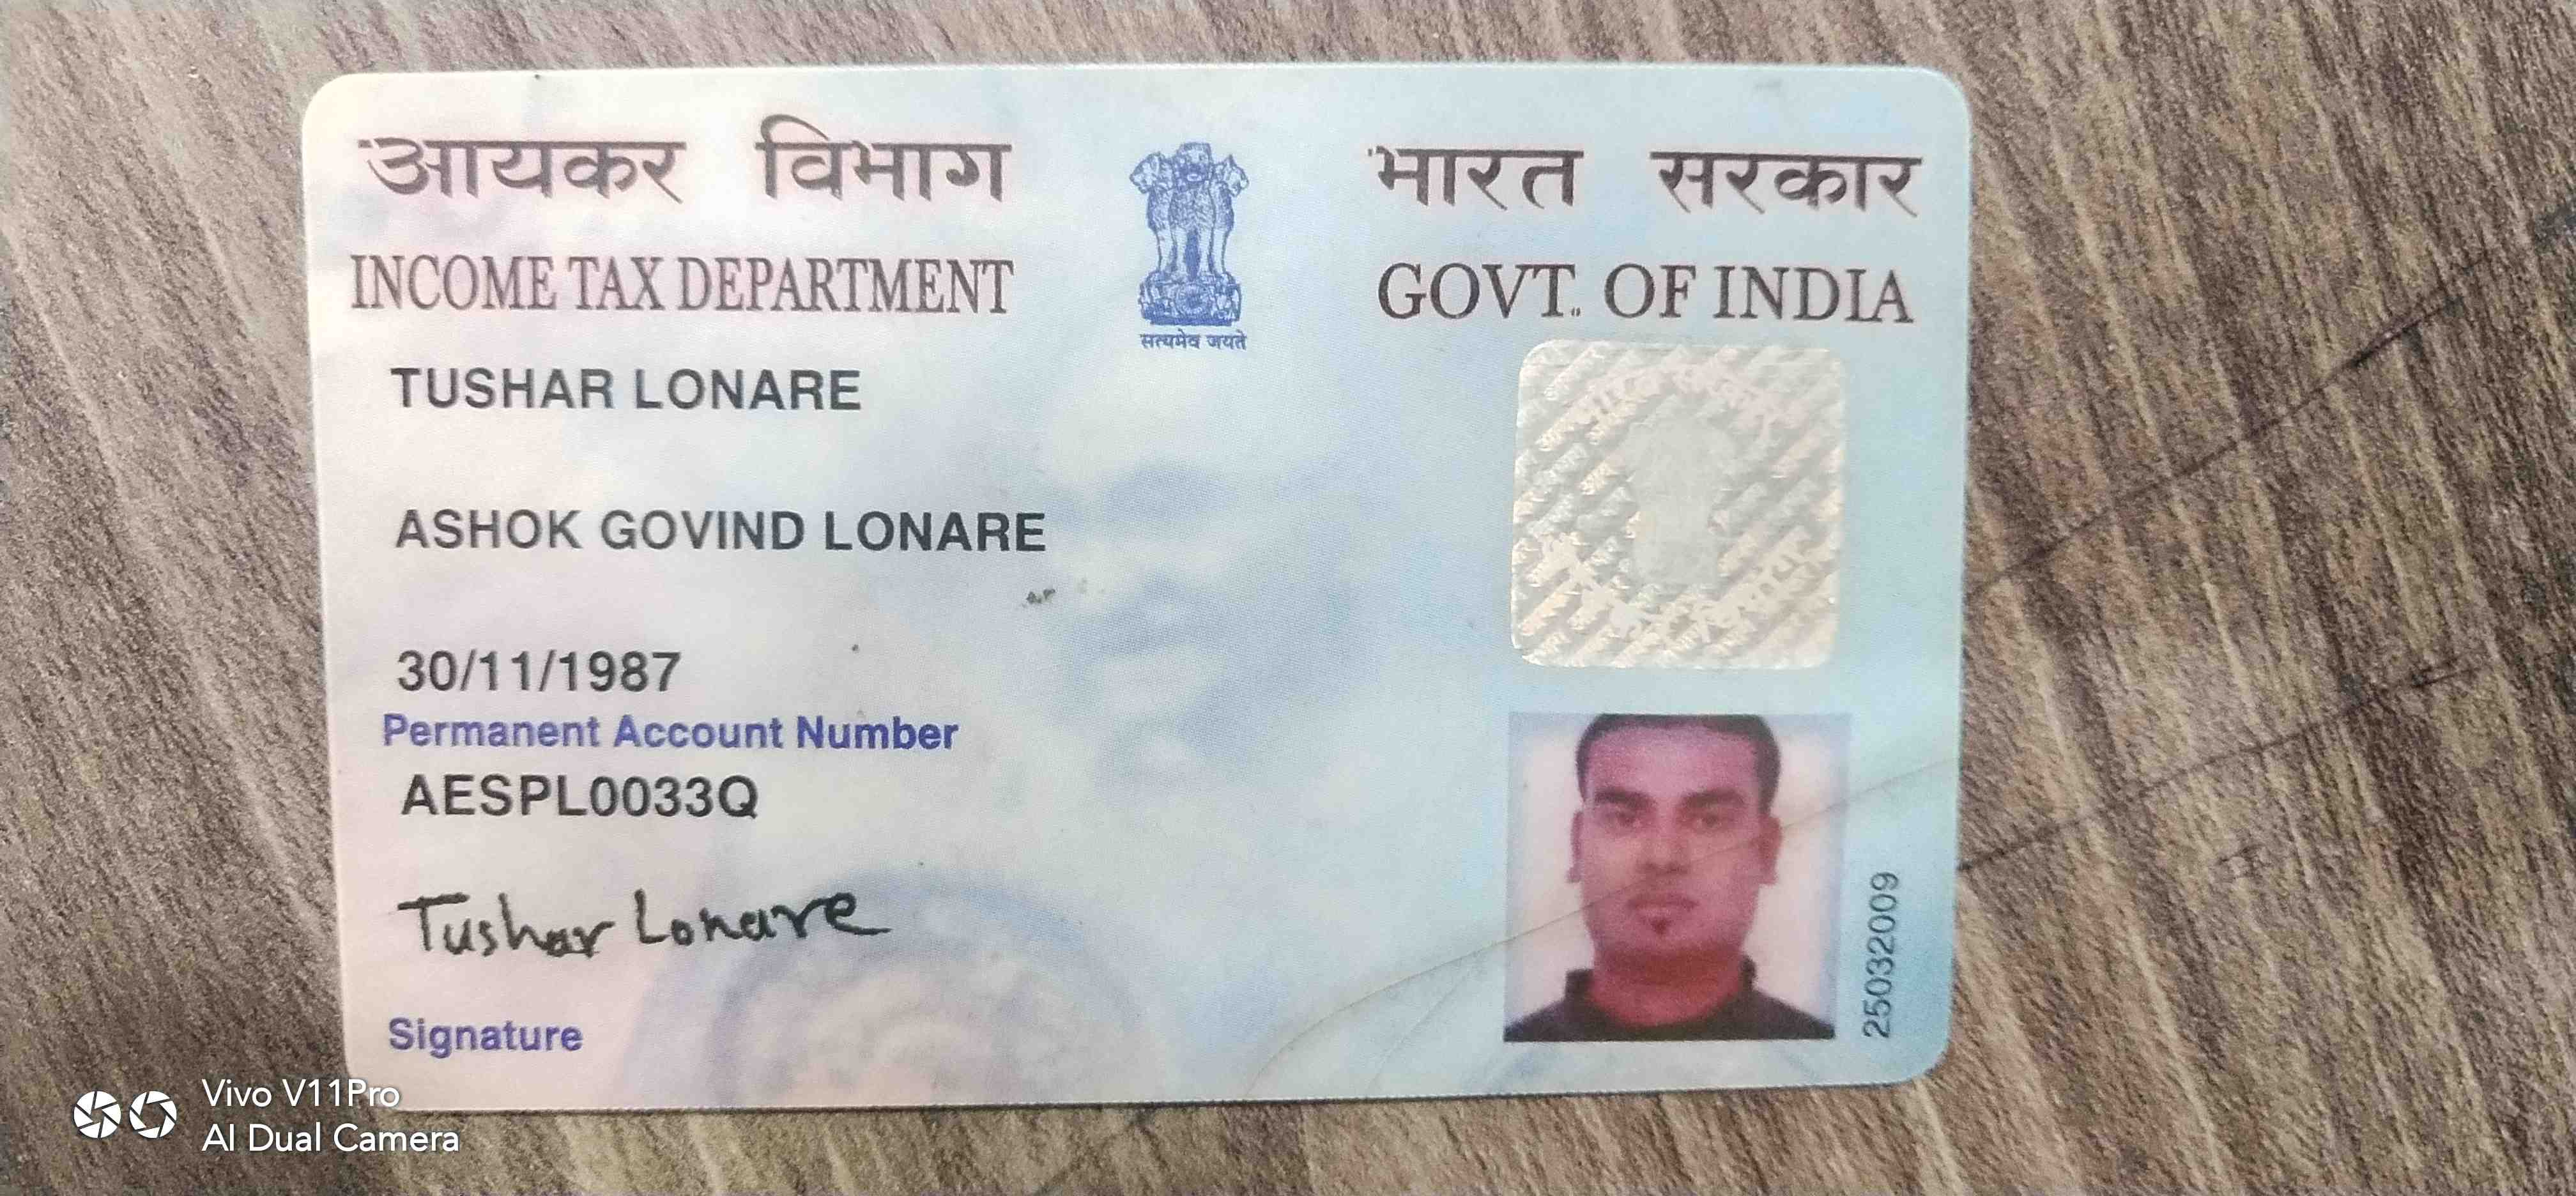 आयकर विभाग
INCOME TAX DEPARTMENT
सत्यमेव जयते
भारत सरकार
GOVT. OF INDIA
TUSHAR LONARE
ASHOK GOVIND LONARE
30/11/1987
Permanent Account Number
AESPL0033Q
Tushar Lonare
Signature
25032009
Vivo V11Pro
AI Dual Camera